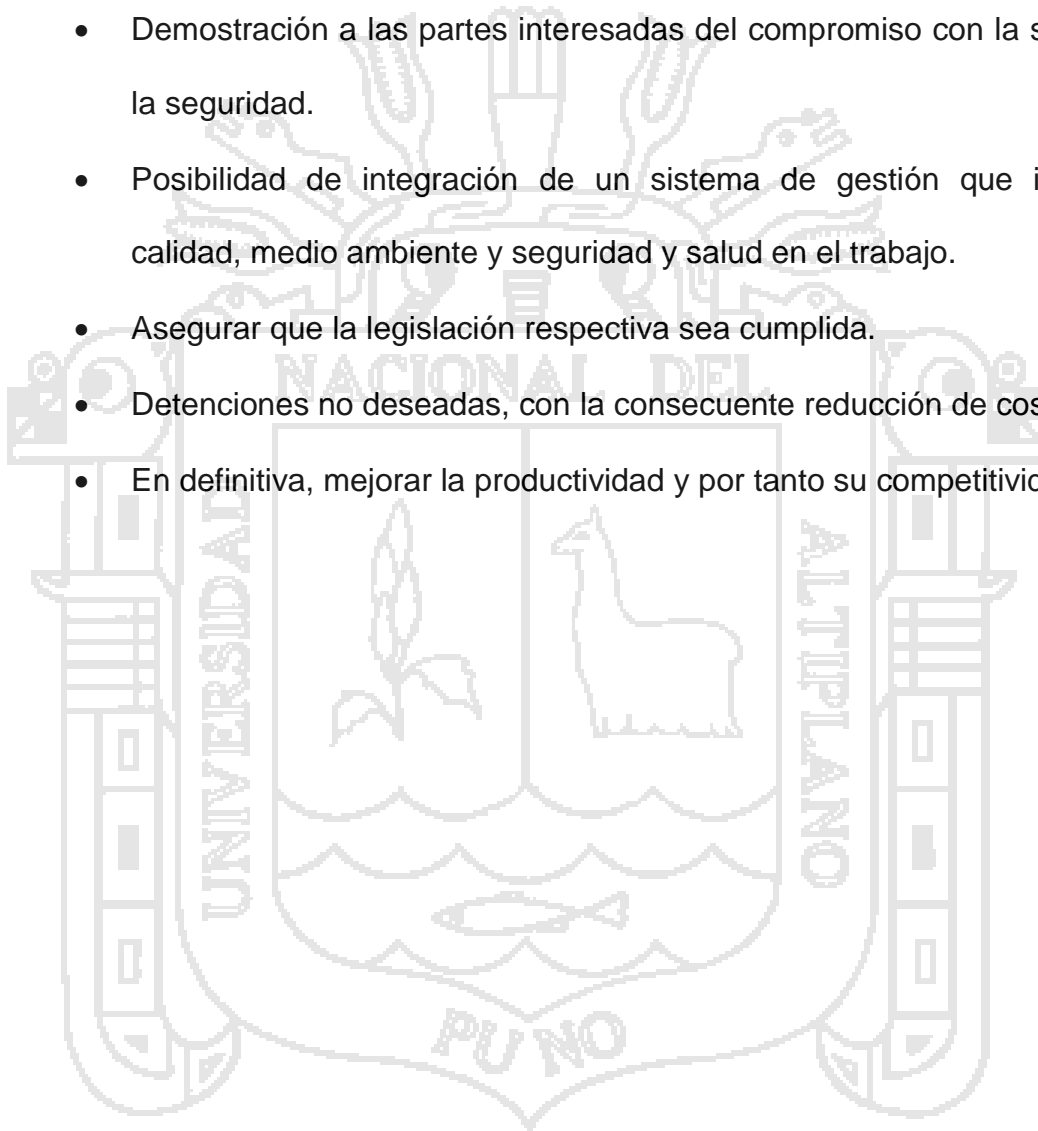 • Demostración a las partes interesadas del compromiso con la s
la seguridad.
• Posibilidad de integración de un sistema de gestión que i
calidad, medio ambiente y seguridad y salud en el trabajo.
• Asegurar que la legislación respectiva sea cumplida.
NACIONAL DEL
• Detenciones no deseadas, con la consecuente reducción de cos
• En definitiva, mejorar la productividad y por tanto su competitivid
UNIVERSIDAD
ALTIPLANO
PUNO